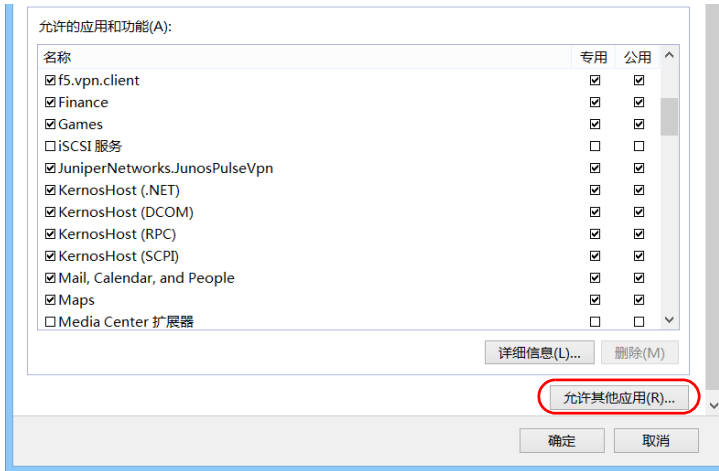 允许的应用和功能(A):
名称 专用 公用
f5.vpn.client
Finance
Games
iSCSI 服务
JuniperNetworks.JunosPulseVpn
KernosHost (.NET)
KernosHost (DCOM)
KernosHost (RPC)
KernosHost (SCPI)
Mail, Calendar, and People
Maps
Media Center 扩展器
详细信息(L)... 删除(M)
允许其他应用(R)...
确定 取消